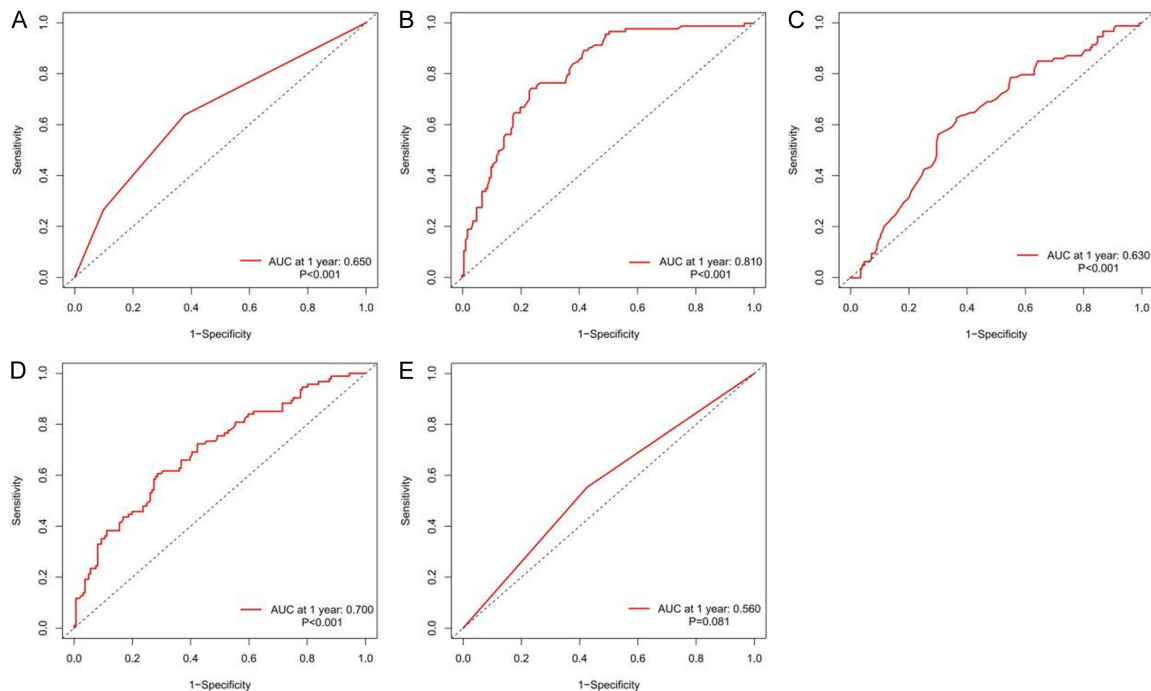 A
1.0
0.8
0.6
0.4
0.2
0.0
Sensitivity
AUC at 1 year: 0.650
P<0.001
0.0 0.2 0.4 0.6 0.8 1.0
1−Specificity
B
1.0
0.8
0.6
0.4
0.2
0.0
Sensitivity
AUC at 1 year: 0.810
P<0.001
0.0 0.2 0.4 0.6 0.8 1.0
1−Specificity
C
1.0
0.8
0.6
0.4
0.2
0.0
Sensitivity
AUC at 1 year: 0.630
P<0.001
0.0 0.2 0.4 0.6 0.8 1.0
1−Specificity
D
1.0
0.8
0.6
0.4
0.2
0.0
Sensitivity
AUC at 1 year: 0.700
P<0.001
0.0 0.2 0.4 0.6 0.8 1.0
1−Specificity
E
1.0
0.8
0.6
0.4
0.2
0.0
Sensitivity
AUC at 1 year: 0.560
P=0.081
0.0 0.2 0.4 0.6 0.8 1.0
1−Specificity